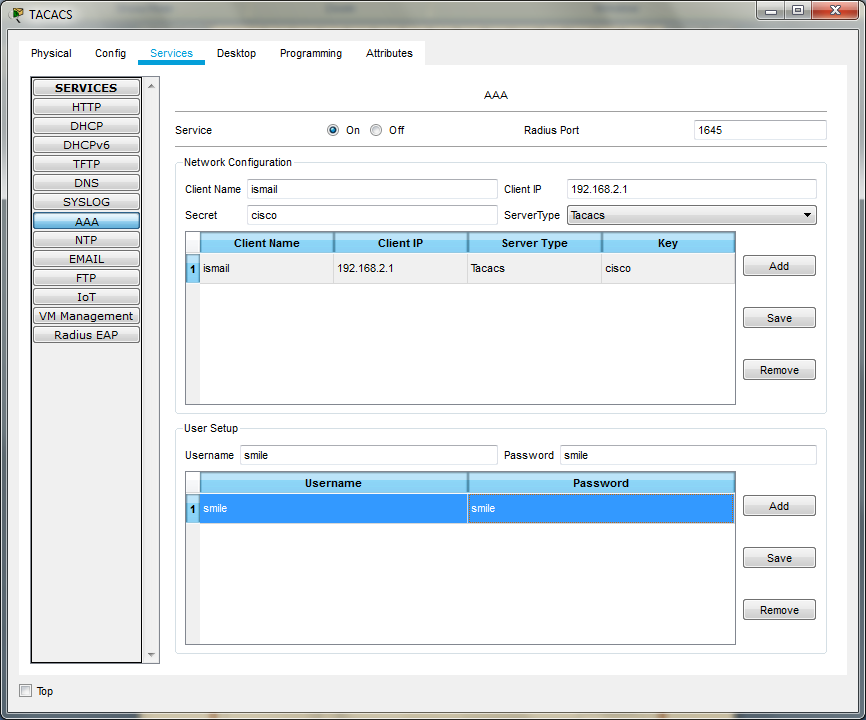 TACACS
Physical Config Services Desktop Programming Attributes
SERVICES
HTTP
DHCP
DHCPv6
TFTP
DNS
SYSLOG
AAA
NTP
EMAIL
FTP
IoT
VM Management
Radius EAP
AAA
Service On Off Radius Port 1645
Network Configuration
Client Name ismail Client IP 192.168.2.1
Secret cisco ServerType Tacacs
Client Name Client IP Server Type Key
1 ismail 192.168.2.1 Tacacs cisco
Add
Save
Remove
User Setup
Username smile Password smile
Username Password
1 smile smile
Add
Save
Remove
Top